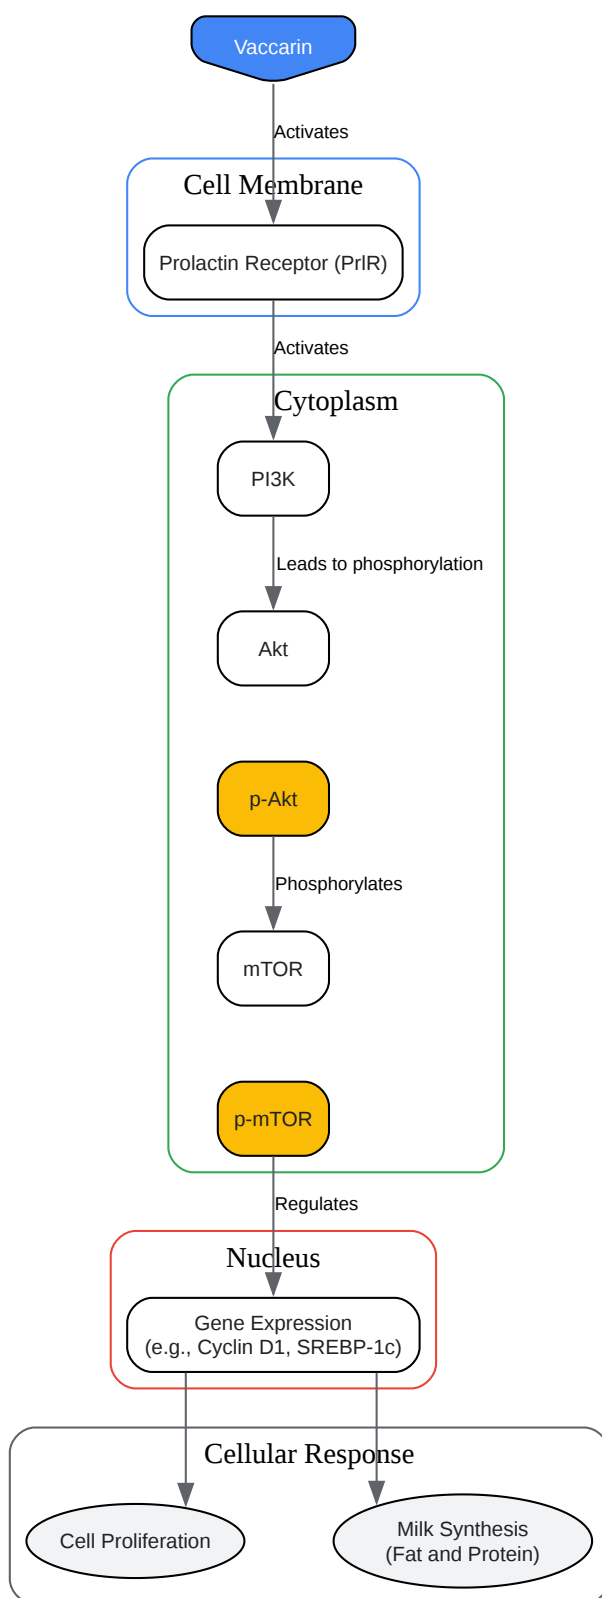 Vaccarin
Activates
Cell Membrane
Prolactin Receptor (PrlR)
Activates
Cytoplasm
PI3K
Leads to phosphorylation
Akt
p-Akt
Phosphorylates
mTOR
p-mTOR
Regulates
Nucleus
Gene Expression
(e.g., Cyclin D1, SREBP-1c)
Cellular Response
Cell Proliferation
Milk Synthesis
(Fat and Protein)